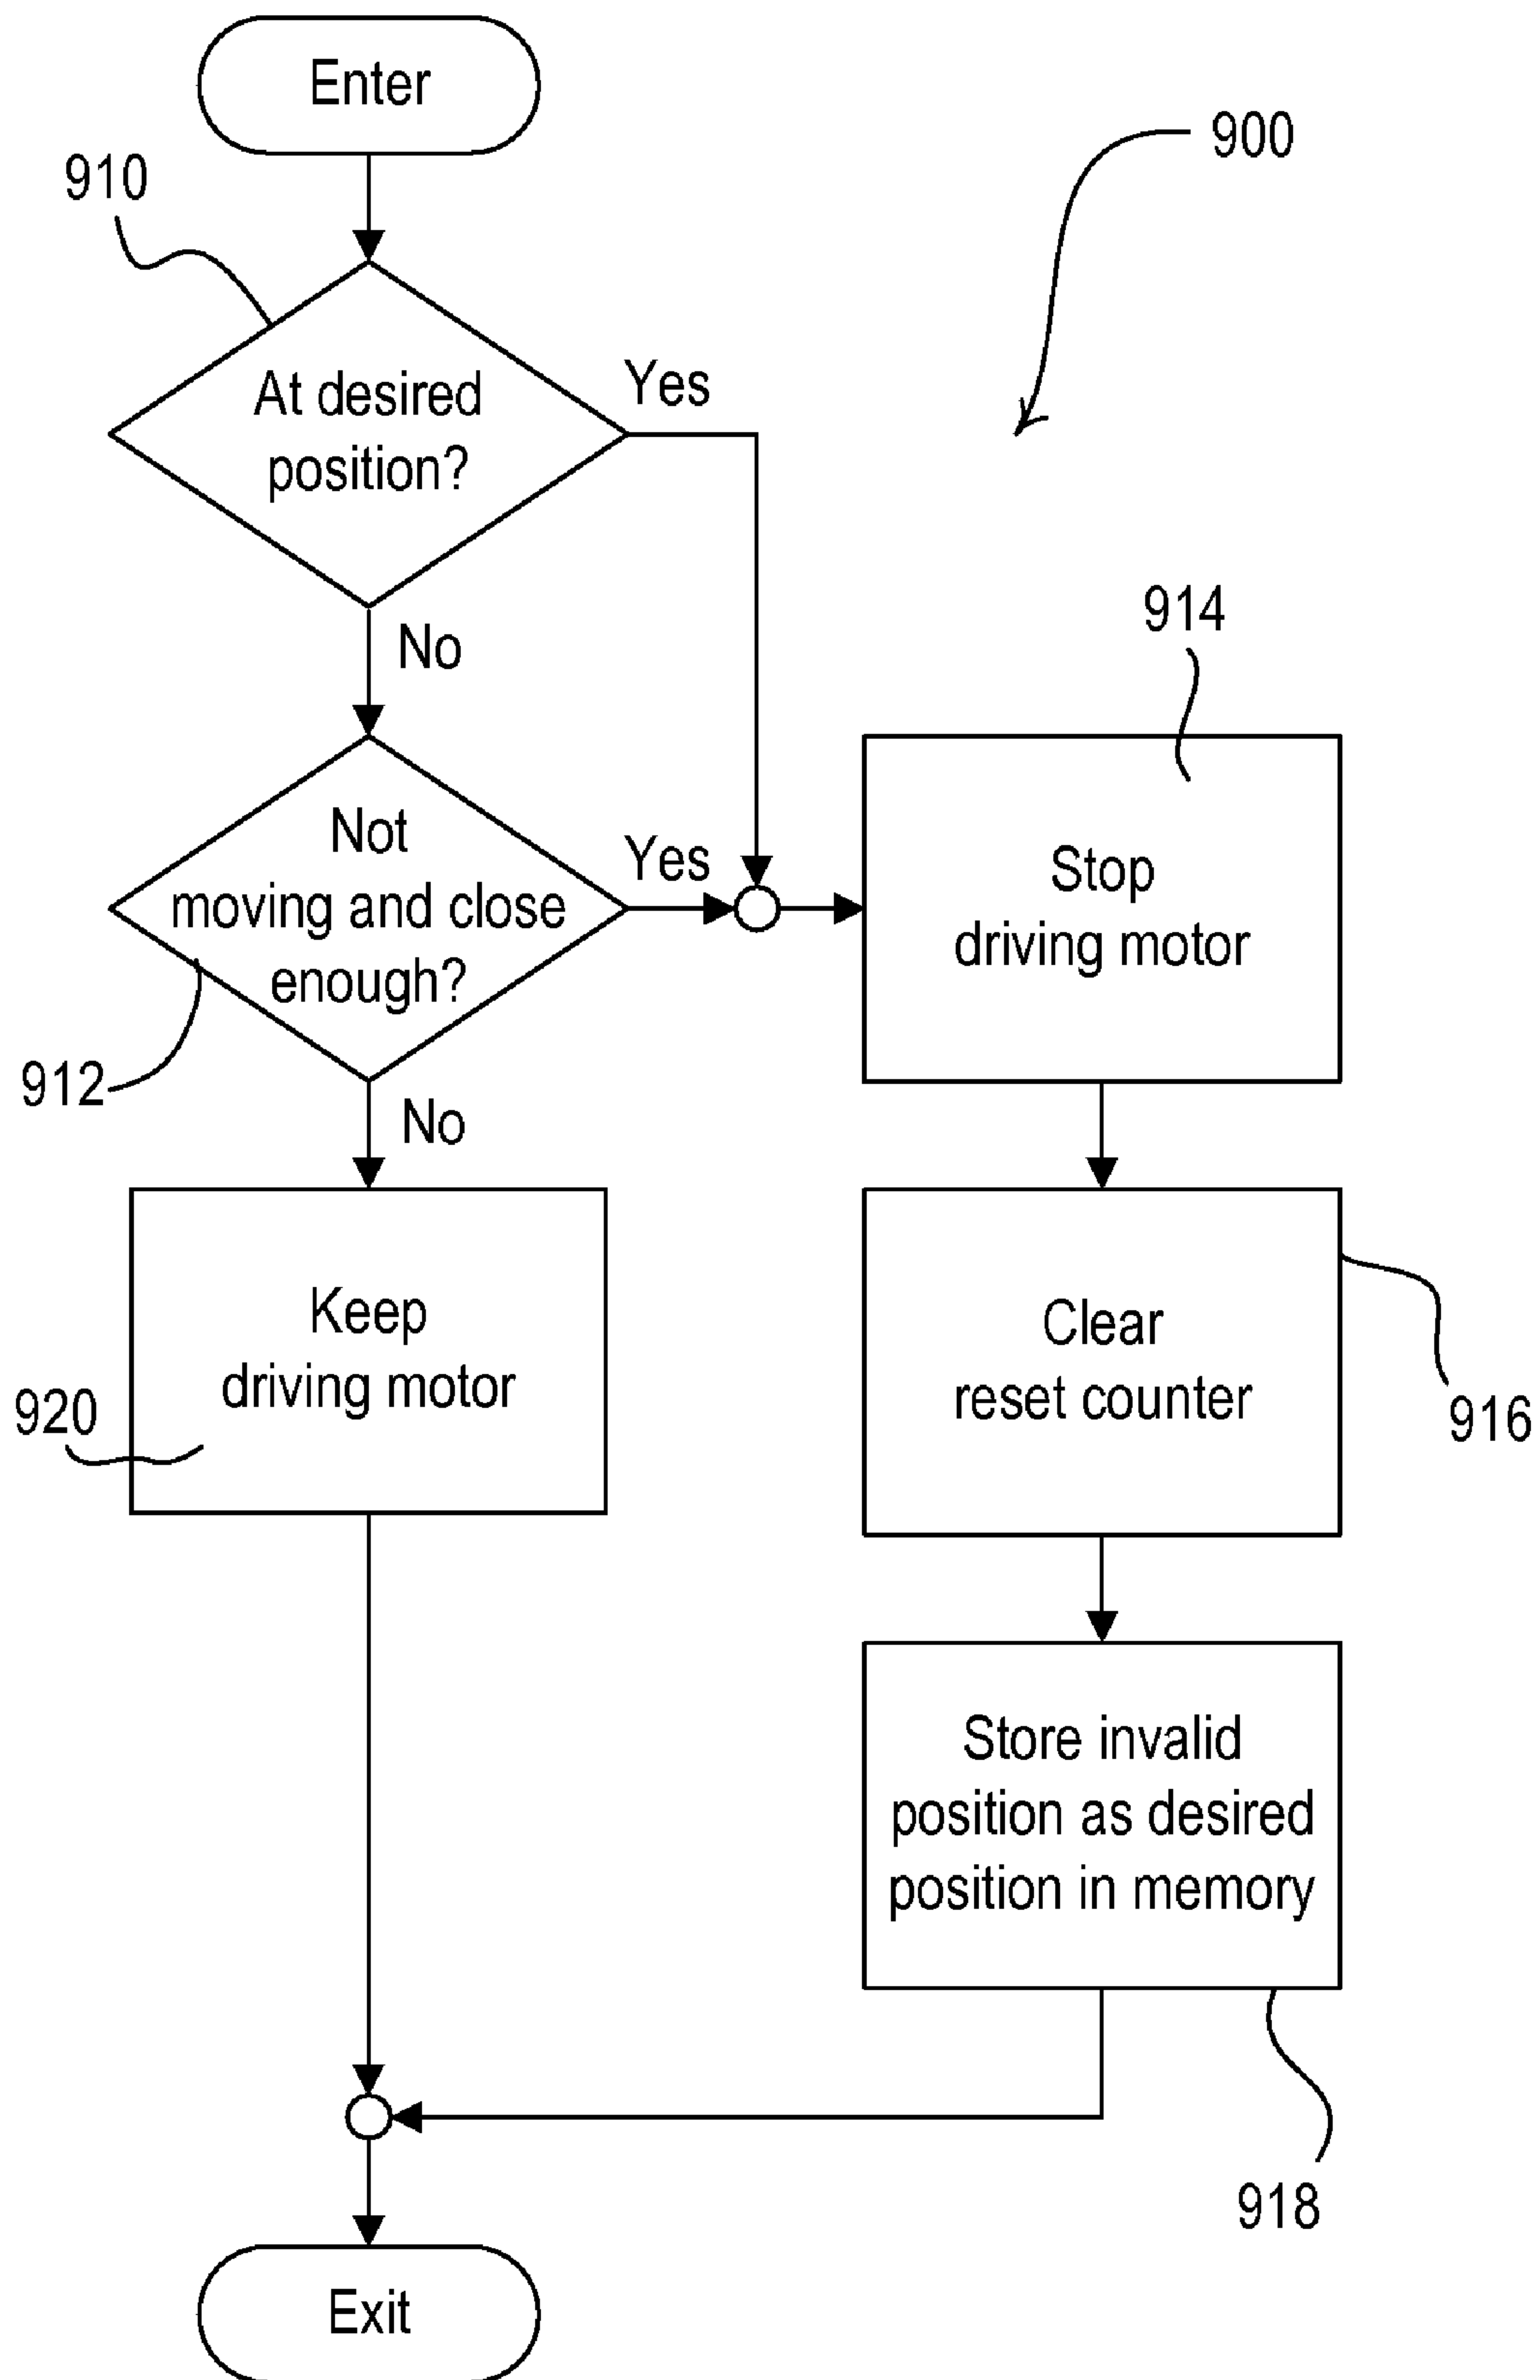 Enter
900
910
At desired
position?
Yes
No
914
Not
moving and close
enough?
Yes
912
No
Stop
driving motor
Keep
driving motor
920
Clear
reset counter
916
Store invalid
position as desired
position in memory
918
Exit